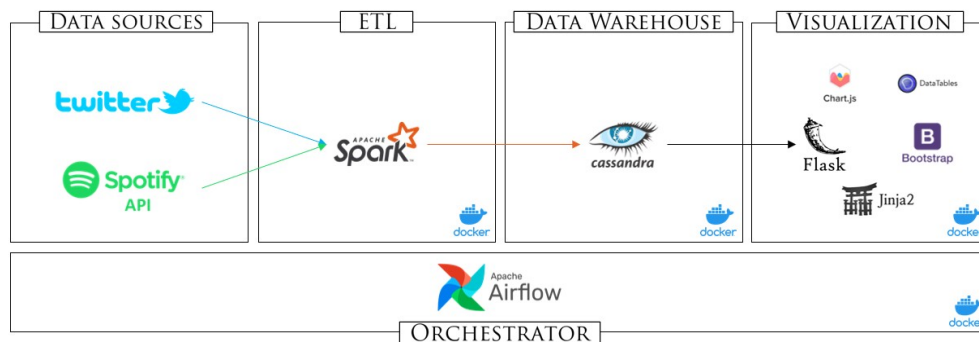 DATA SOURCES
ETL
DATA WAREHOUSE
VISUALIZATION
twitter
Spotify
API
APACHE
Spark
docker
cassandra
docker
Chart.js
DataTables
Flask
B
Bootstrap
Jinja2
docker
Apache
Airflow
docker
ORCHESTRATOR